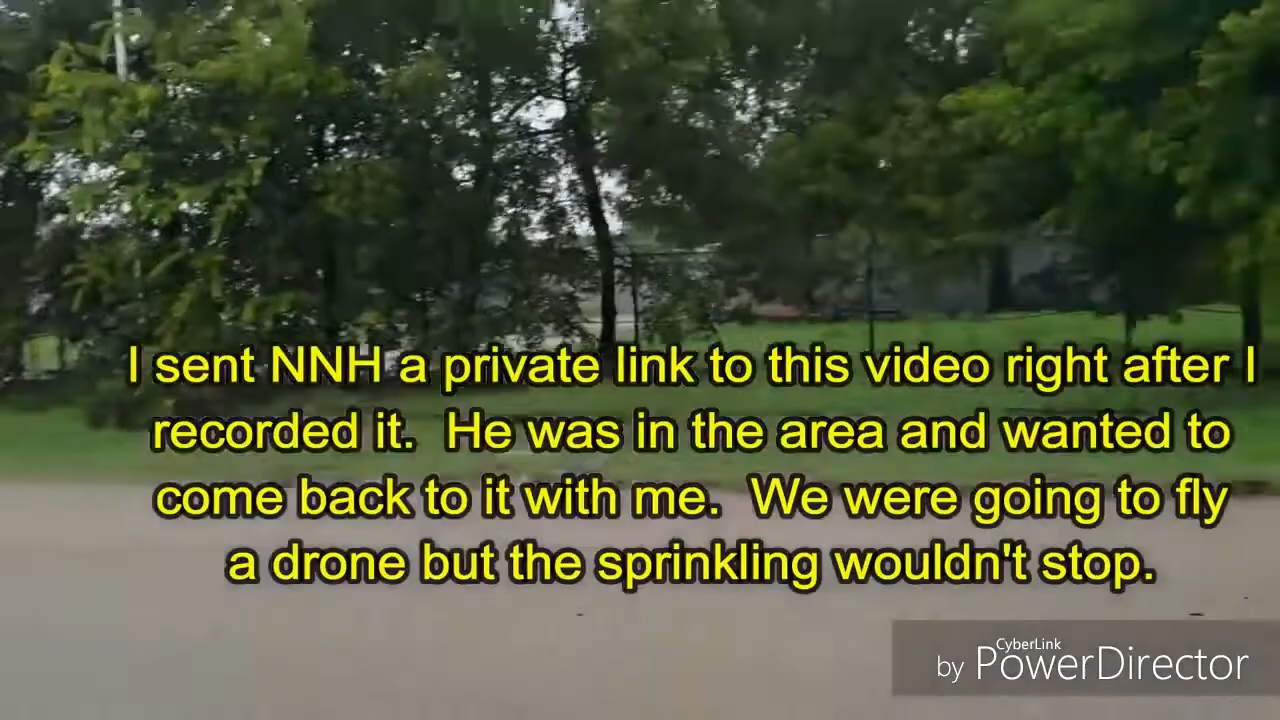 I sent NNH a private link to this video right after I
recorded it.  He was in the area and wanted to
come back to it with me.  We were going to fly
a drone but the sprinkling wouldn't stop.
CyberLink
by PowerDirector